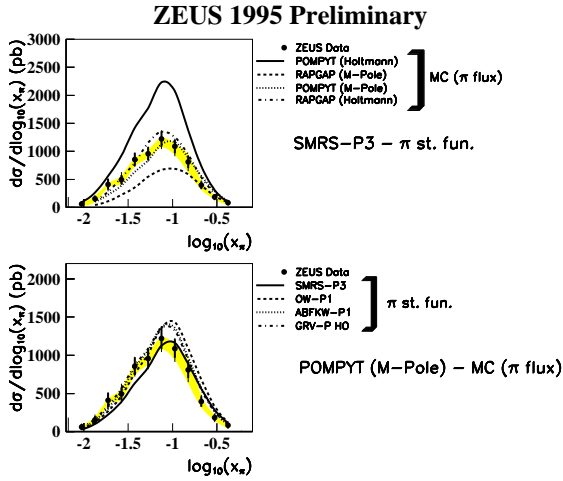 ZEUS 1995 Preliminary
dσ/dlog₁₀(xπ) (pb)
3000
2500
2000
1500
1000
500
0
-2
-1.5
-1
-0.5
log₁₀(xπ)
ZEUS Data
POMPYT (Holtmann)
RAPGAP (M-Pole)
POMPYT (M-Pole)
RAPGAP (Holtmann)
MC (π flux)
SMRS-P3 - π st. fun.
dσ/dlog₁₀(xπ) (pb)
2000
1500
1000
500
0
-2
-1.5
-1
-0.5
log₁₀(xπ)
ZEUS Data
SMRS-P3
OW-P1
ABFKW-P1
GRV-P HO
π st. fun.
POMPYT (M-Pole) - MC (π flux)